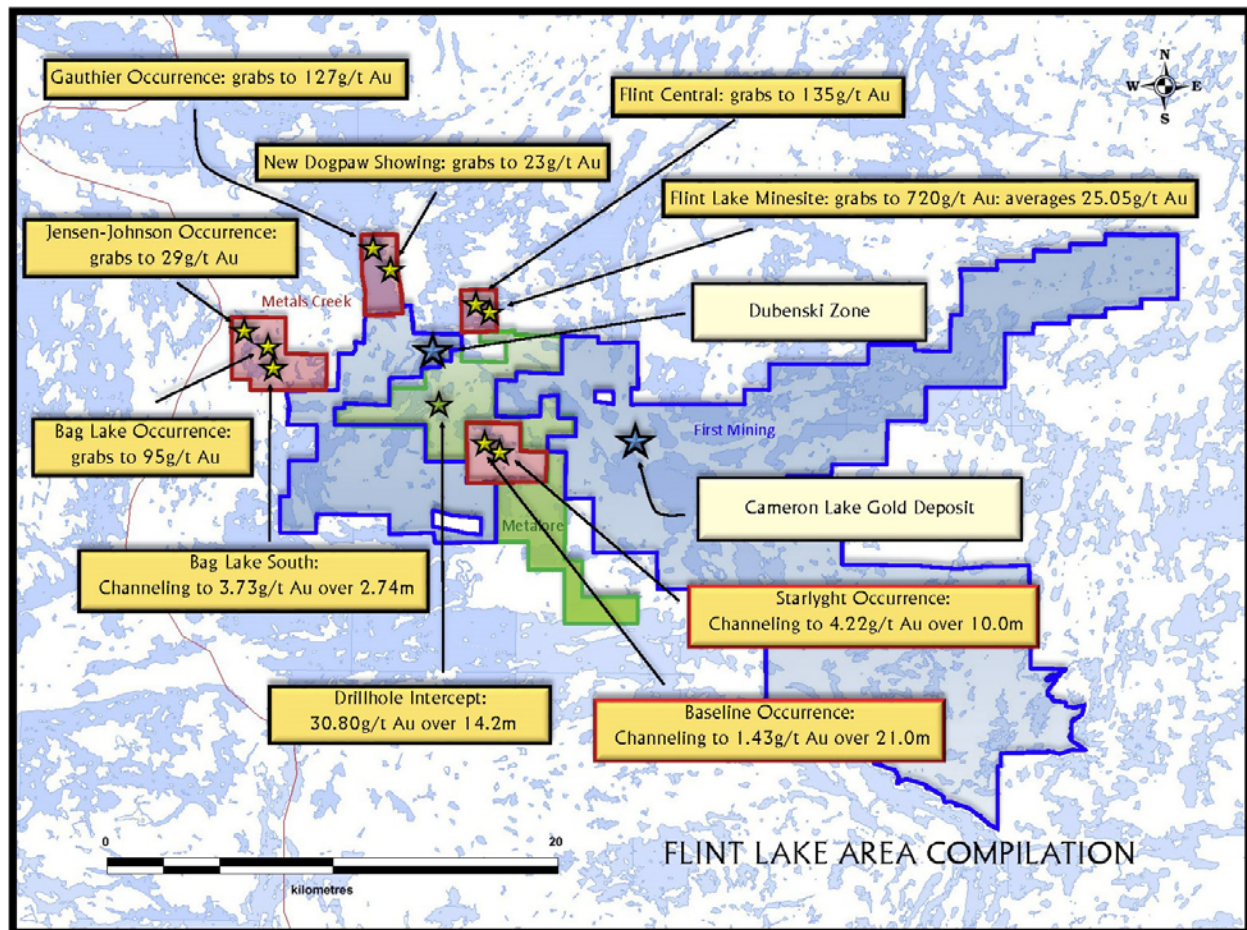 Gauthier Occurrence: grabs to 127g/t Au
Flint Central: grabs to 135g/t Au
N
W E
S
New Dogpaw Showing: grabs to 23g/t Au
Flint Lake Minesite: grabs to 720g/t Au: averages 25.05g/t Au
Jensen-Johnson Occurrence:
grabs to 29g/t Au
Metals Creek
Dubenski Zone
Bag Lake Occurrence:
grabs to 95g/t Au
First Mining
Cameron Lake Gold Deposit
Metalore
Bag Lake South:
Channeling to 3.73g/t Au over 2.74m
Starlyght Occurrence:
Channeling to 4.22g/t Au over 10.0m
Drillhole Intercept:
30.80g/t Au over 14.2m
Baseline Occurrence:
Channeling to 1.43g/t Au over 21.0m
0 20
kilometres
FLINT LAKE AREA COMPILATION